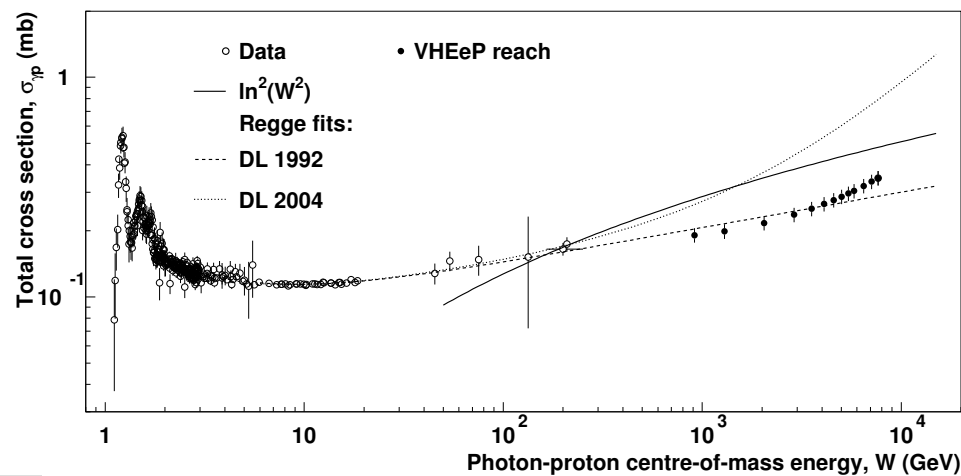 Total cross section, σγp (mb)
1
10⁻¹
Data
VHEeP reach
ln²(W²)
Regge fits:
DL 1992
DL 2004
1 10 10² 10³ 10⁴
Photon-proton centre-of-mass energy, W (GeV)